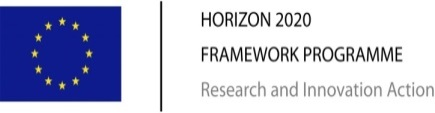 HORIZON 2020
FRAMEWORK PROGRAMME
Research and Innovation Action